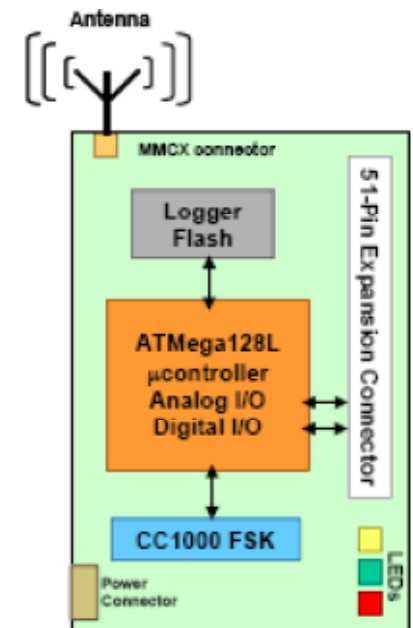 Antenna
MMCX connector
Logger
Flash
51-Pin Expansion Connector
ATMega128L
μcontroller
Analog I/O
Digital I/O
CC1000 FSK
Power
Connector
LEDs